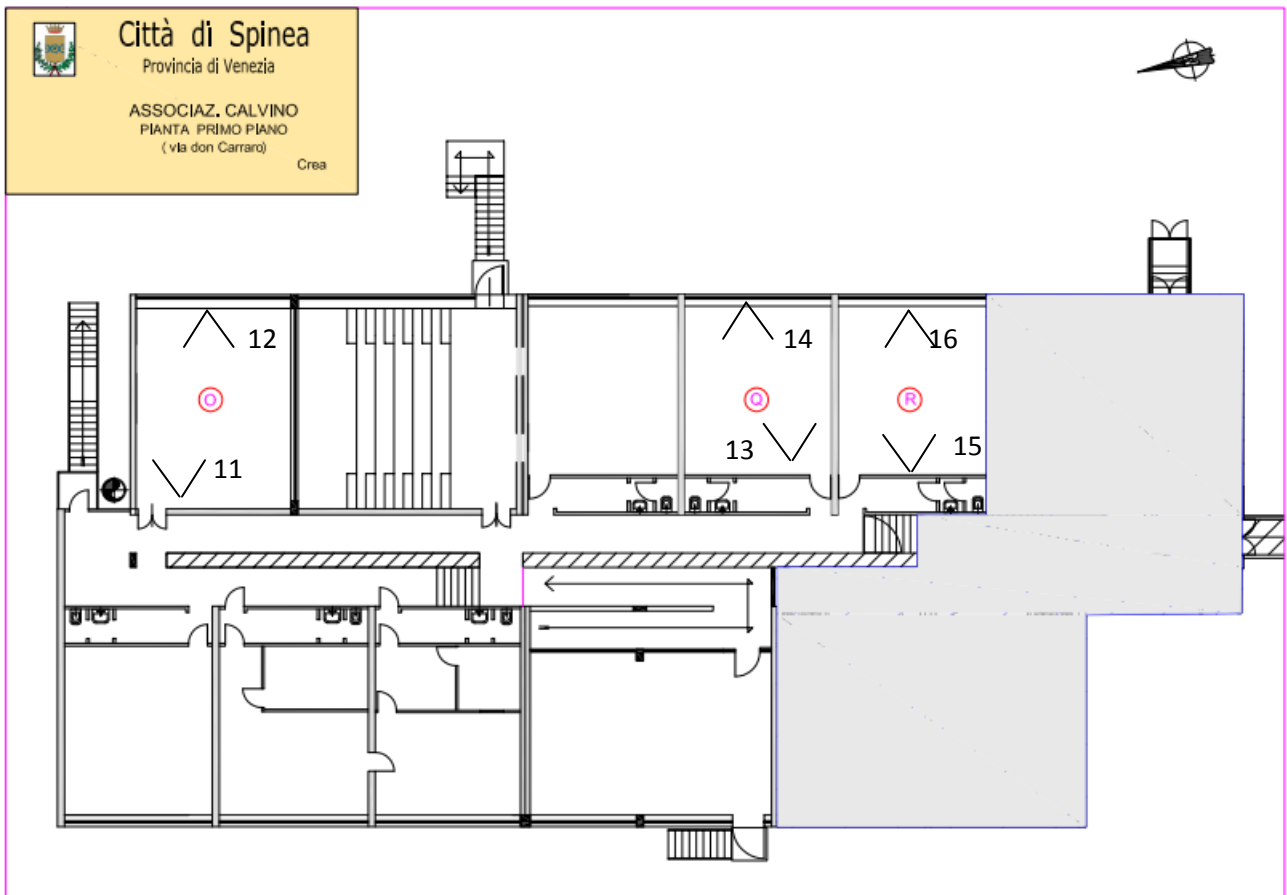 Città di Spinea
Provincia di Venezia
ASSOCIAZ. CALVINO
PIANTA PRIMO PIANO
( via don Carraro)
Crea
12
14
16
O
Q
R
11
13
15